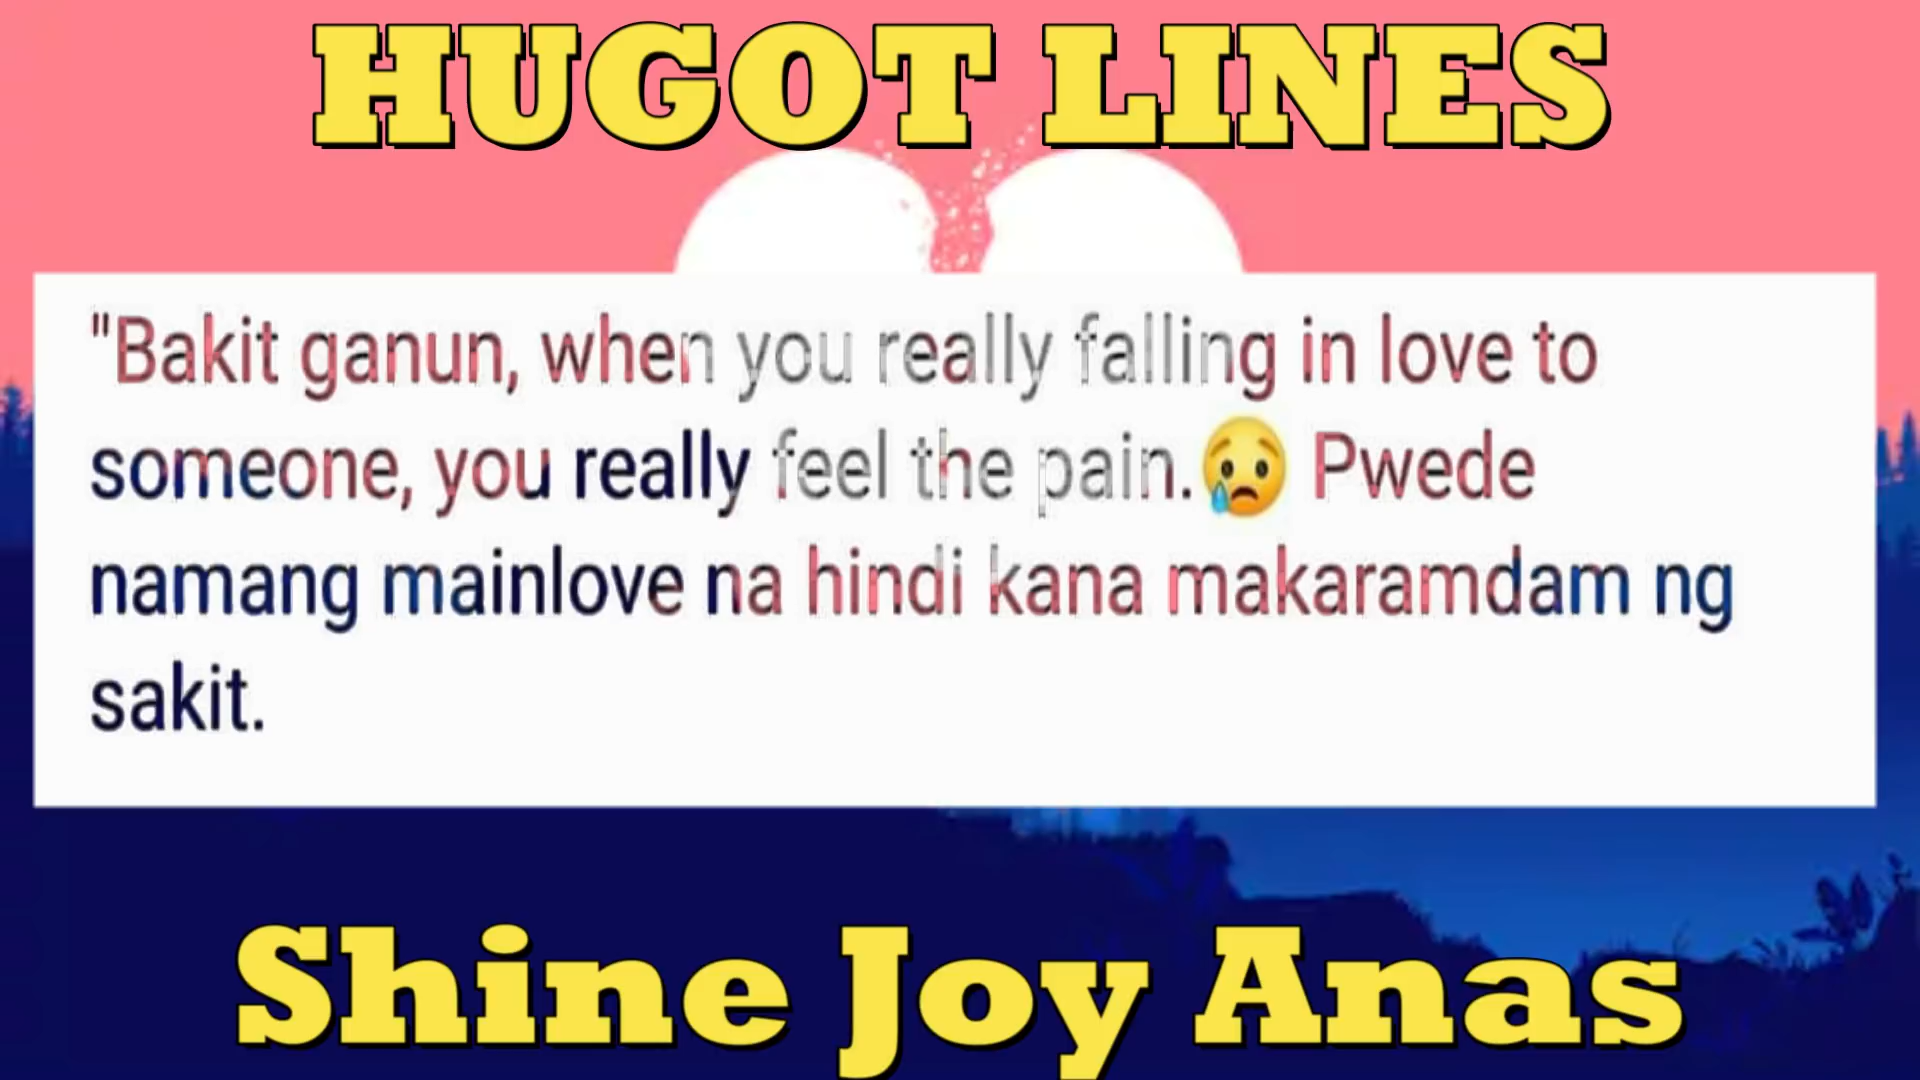 HUGOT LINES
"Bakit ganun, when you really falling in love to
someone, you really feel the pain.😢 Pwede
namang mainlove na hindi kana makaramdam ng
sakit.
Shine Joy Anas